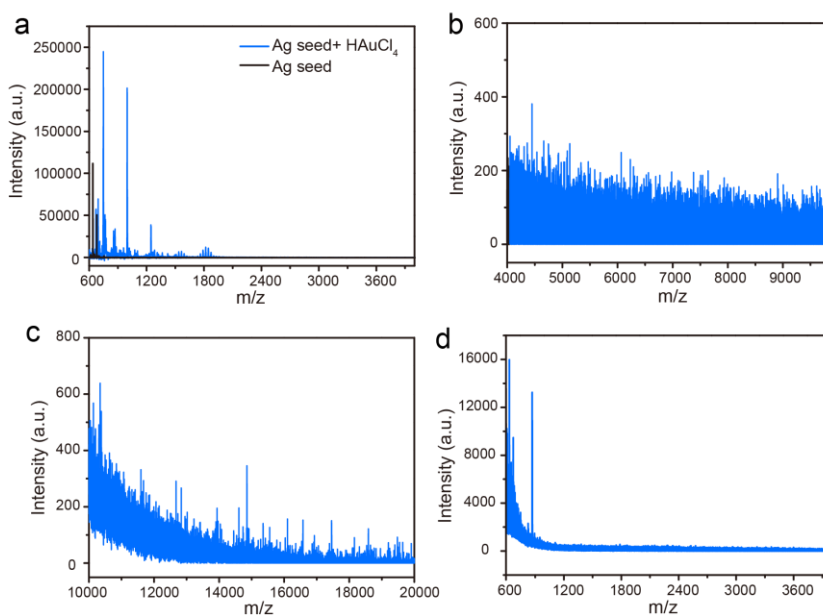 a
Intensity (a.u.)
250000
200000
150000
100000
50000
0
Ag seed+ HAuCl4
Ag seed
600 1200 1800 2400 3000 3600
m/z
b
Intensity (a.u.)
600
400
200
0
4000 5000 6000 7000 8000 9000
m/z
c
Intensity (a.u.)
800
600
400
200
0
10000 12000 14000 16000 18000 20000
m/z
d
Intensity (a.u.)
16000
12000
8000
4000
0
600 1200 1800 2400 3000 3600
m/z